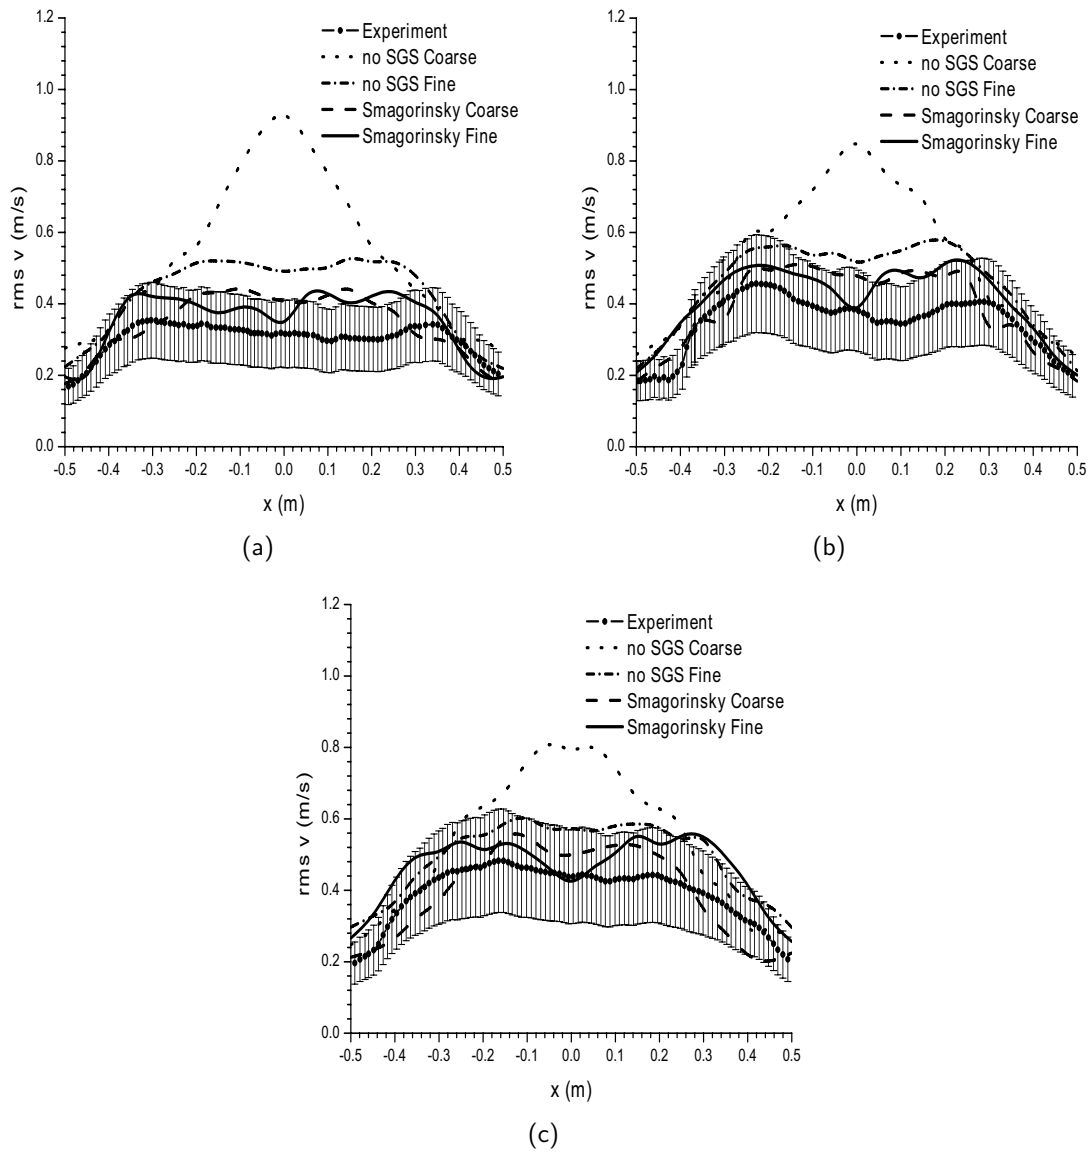 1.2
1.0
0.8
0.6
0.4
0.2
0.0
rms v (m/s)
-0.5 -0.4 -0.3 -0.2 -0.1 0.0 0.1 0.2 0.3 0.4 0.5
x (m)
Experiment
no SGS Coarse
no SGS Fine
Smagorinsky Coarse
Smagorinsky Fine
(a)
1.2
1.0
0.8
0.6
0.4
0.2
0.0
rms v (m/s)
-0.5 -0.4 -0.3 -0.2 -0.1 0.0 0.1 0.2 0.3 0.4 0.5
x (m)
Experiment
no SGS Coarse
no SGS Fine
Smagorinsky Coarse
Smagorinsky Fine
(b)
1.2
1.0
0.8
0.6
0.4
0.2
0.0
rms v (m/s)
-0.5 -0.4 -0.3 -0.2 -0.1 0.0 0.1 0.2 0.3 0.4 0.5
x (m)
Experiment
no SGS Coarse
no SGS Fine
Smagorinsky Coarse
Smagorinsky Fine
(c)